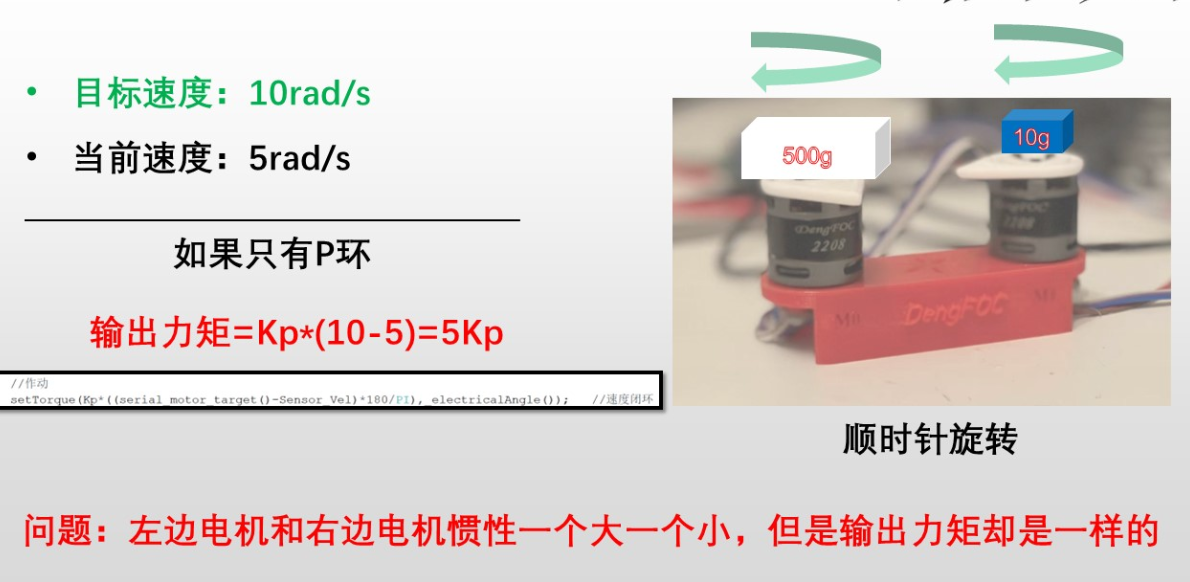 • 目标速度：10rad/s
• 当前速度：5rad/s
如果只有P环
输出力矩=Kp*(10-5)=5Kp
//作动
setTorque(Kp*((serial_motor_target()-Sensor_Vel)*180/PI),_electricalAngle());   //速度闭环
500g
10g
DengFOC
2208
DengFOC
2208
M0
DengFOC
M1
顺时针旋转
问题：左边电机和右边电机惯性一个大一个小，但是输出力矩却是一样的